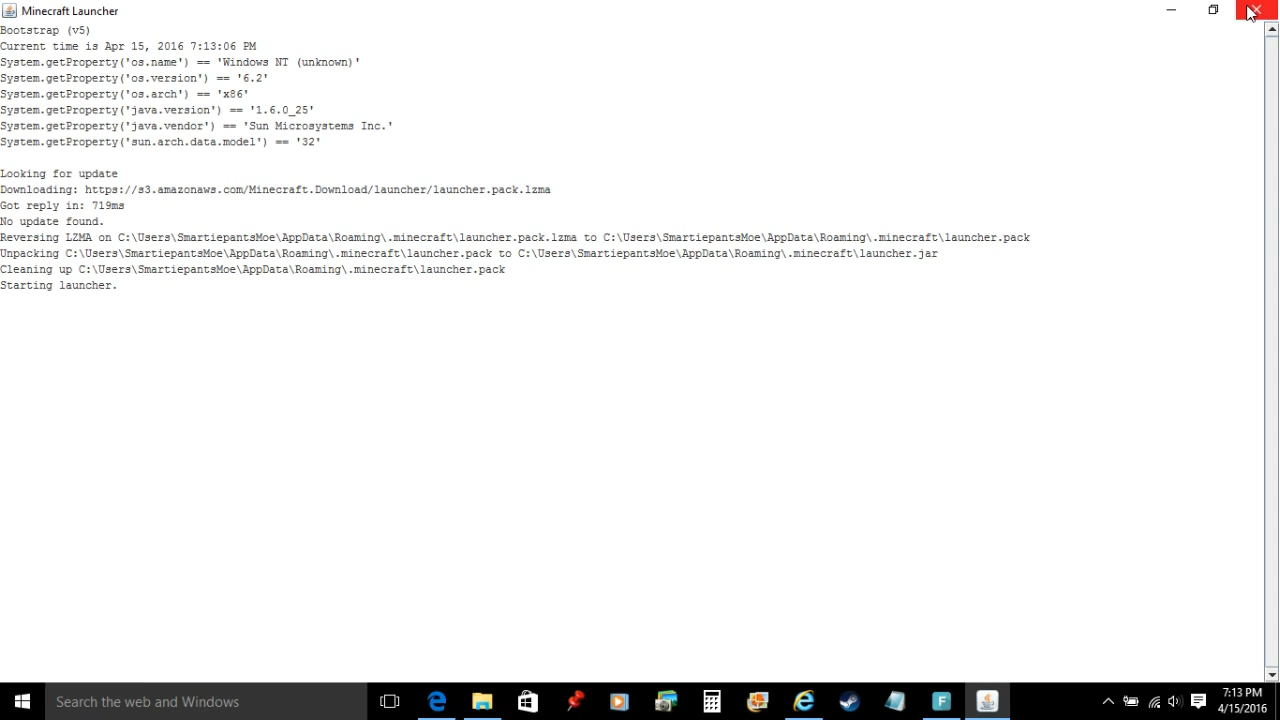 Minecraft Launcher
Bootstrap (v5)
Current time is Apr 15, 2016 7:13:06 PM
System.getProperty('os.name') == 'Windows NT (unknown)'
System.getProperty('os.version') == '6.2'
System.getProperty('os.arch') == 'x86'
System.getProperty('java.version') == '1.6.0_25'
System.getProperty('java.vendor') == 'Sun Microsystems Inc.'
System.getProperty('sun.arch.data.model') == '32'
Looking for update
Downloading: https://s3.amazonaws.com/Minecraft.Download/launcher/launcher.pack.lzma
Got reply in: 719ms
No update found.
Reversing LZMA on C:\Users\SmartiepantsMoe\AppData\Roaming\.minecraft\launcher.pack.lzma to C:\Users\SmartiepantsMoe\AppData\Roaming\.minecraft\launcher.pack
Unpacking C:\Users\SmartiepantsMoe\AppData\Roaming\.minecraft\launcher.pack to C:\Users\SmartiepantsMoe\AppData\Roaming\.minecraft\launcher.jar
Cleaning up C:\Users\SmartiepantsMoe\AppData\Roaming\.minecraft\launcher.pack
Starting launcher.
Search the web and Windows
F
7:13 PM
4/15/2016